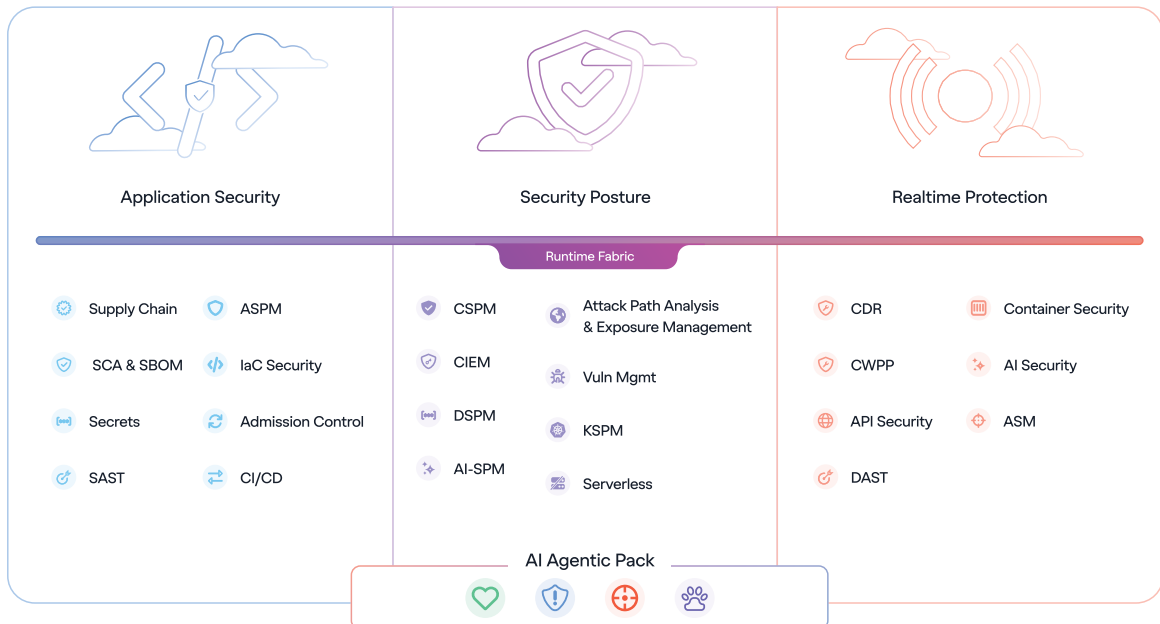 Application Security
Security Posture
Realtime Protection
Runtime Fabric
Supply Chain
ASPM
SCA & SBOM
IaC Security
Secrets
Admission Control
SAST
CI/CD
CSPM
Attack Path Analysis
& Exposure Management
CIEM
Vuln Mgmt
DSPM
KSPM
AI-SPM
Serverless
CDR
Container Security
CWPP
AI Security
API Security
ASM
DAST
AI Agentic Pack